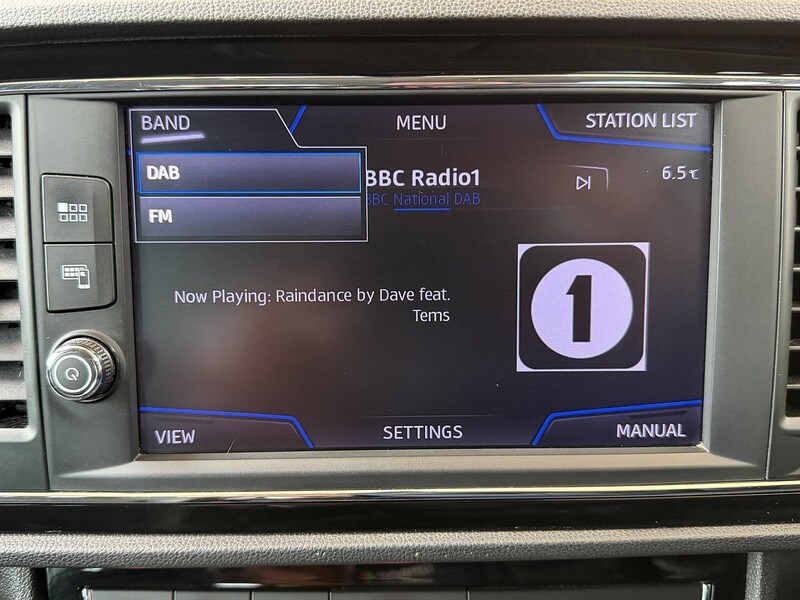 BAND
MENU
STATION LIST
DAB
BBC Radio1
6.5°C
BBC National DAB
FM
1
Now Playing: Raindance by Dave feat.
Tems
VIEW
SETTINGS
MANUAL